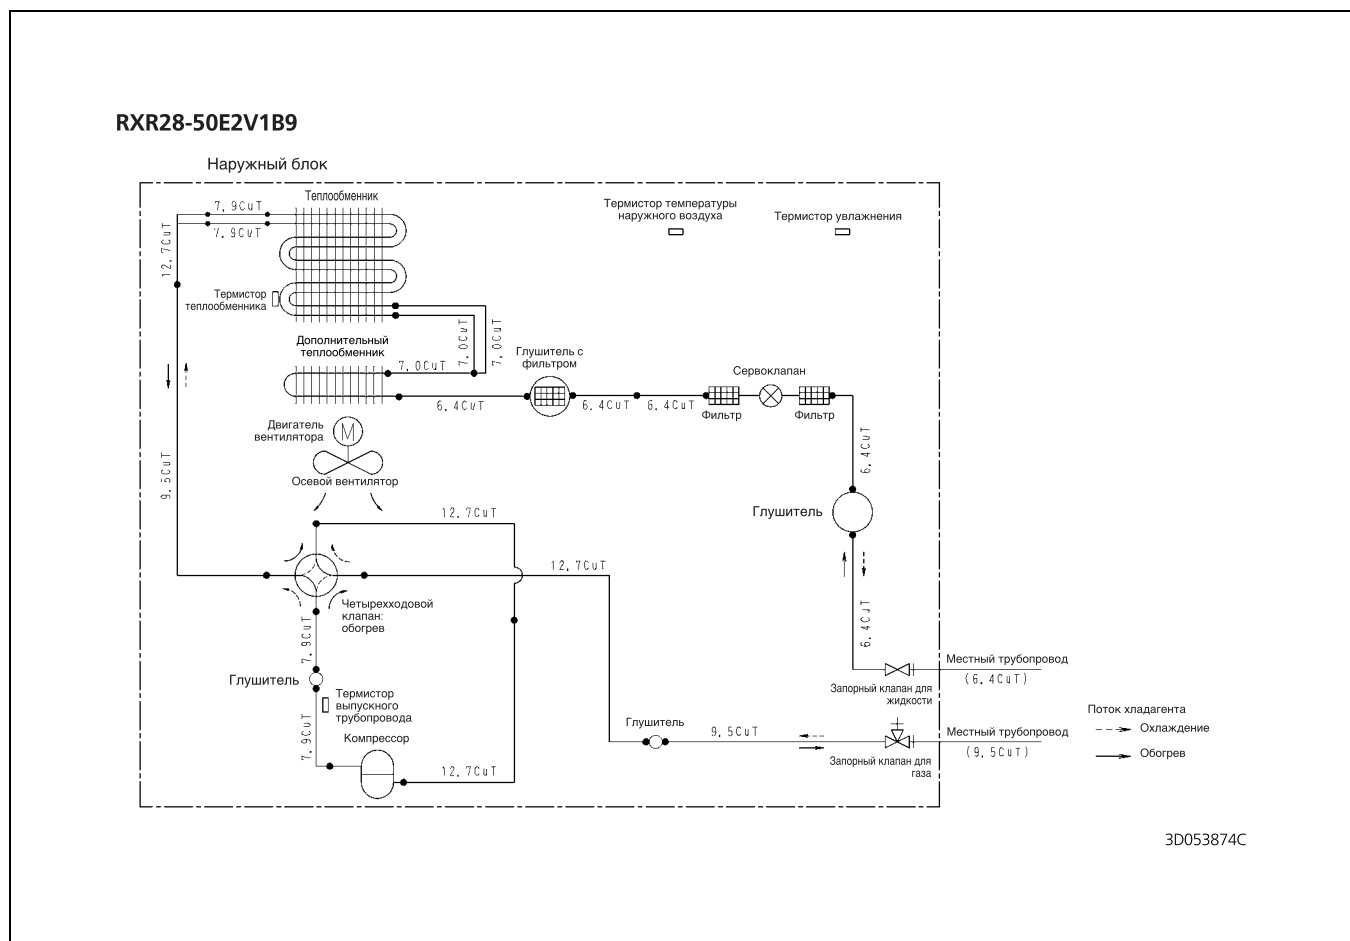 RXR28-50E2V1B9
Наружный блок
Теплообменник
7,9CuT
7,9CuT
12,7CuT
Термистор температуры
наружного воздуха
Термистор увлажнения
Термистор
теплообменника
Дополнительный
теплообменник
7,0CuT
7,0CuT
7,0CuT
Глушитель с
фильтром
Сервоклапан
6,4CuT
6,4CuT
6,4CuT
Фильтр
Фильтр
Двигатель
вентилятора
M
Осевой вентилятор
9,5CuT
6,4CuT
Глушитель
12,7CuT
12,7CuT
Четырехходовой
клапан:
обогрев
7,9CuT
6,4CuT
Глушитель
Термистор
выпускного
трубопровода
7,9CuT
Компрессор
12,7CuT
Местный трубопровод
(6,4CuT)
Запорный клапан для
жидкости
Глушитель
9,5CuT
Местный трубопровод
(9,5CuT)
Запорный клапан для
газа
Поток хладагента
Охлаждение
Обогрев
3D053874C